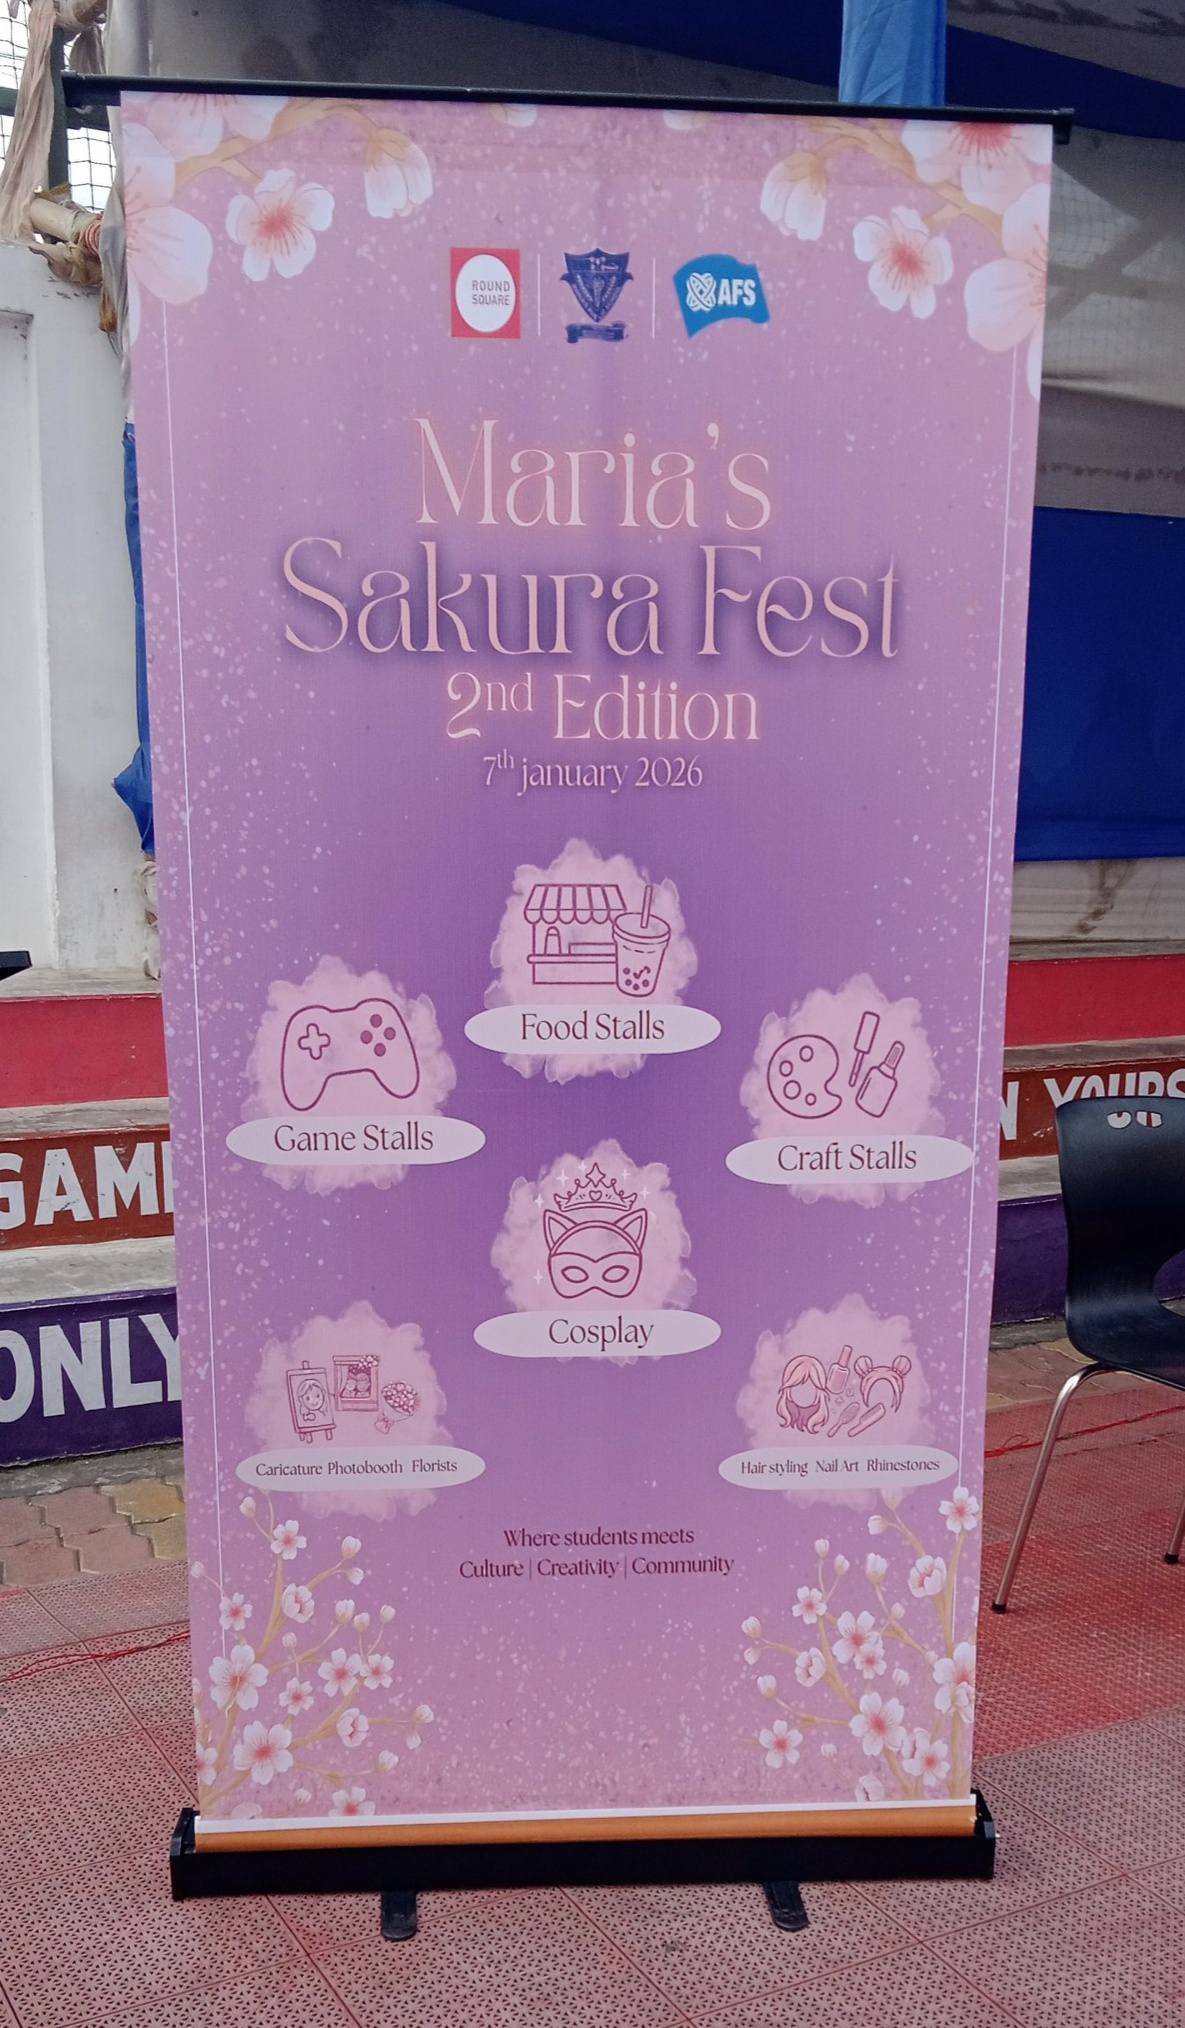 ROUND
SQUARE
AFS
Maria's
Sakura Fest
2nd Edition
7th january 2026
Food Stalls
Game Stalls
Craft Stalls
Cosplay
Caricature Photobooth Florists
Hair styling Nail Art Rhinestones
Where students meets
Culture | Creativity | Community
GAM
N YOURS
ONLY